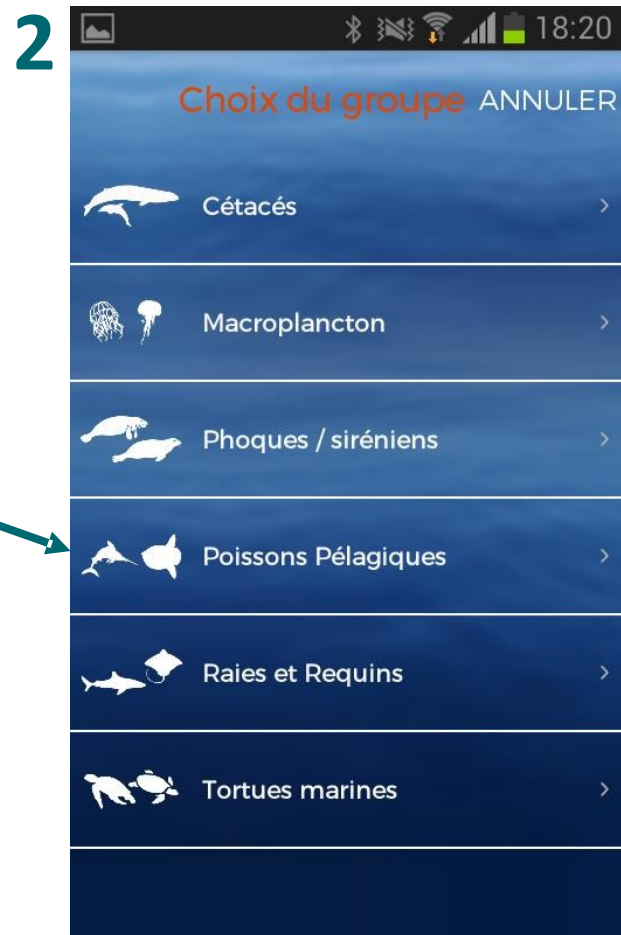 2
18:20
Choix du groupe ANNULER
Cétacés
Macroplancton
Phoques / siréniens
Poissons Pélagiques
Raies et Requins
Tortues marines